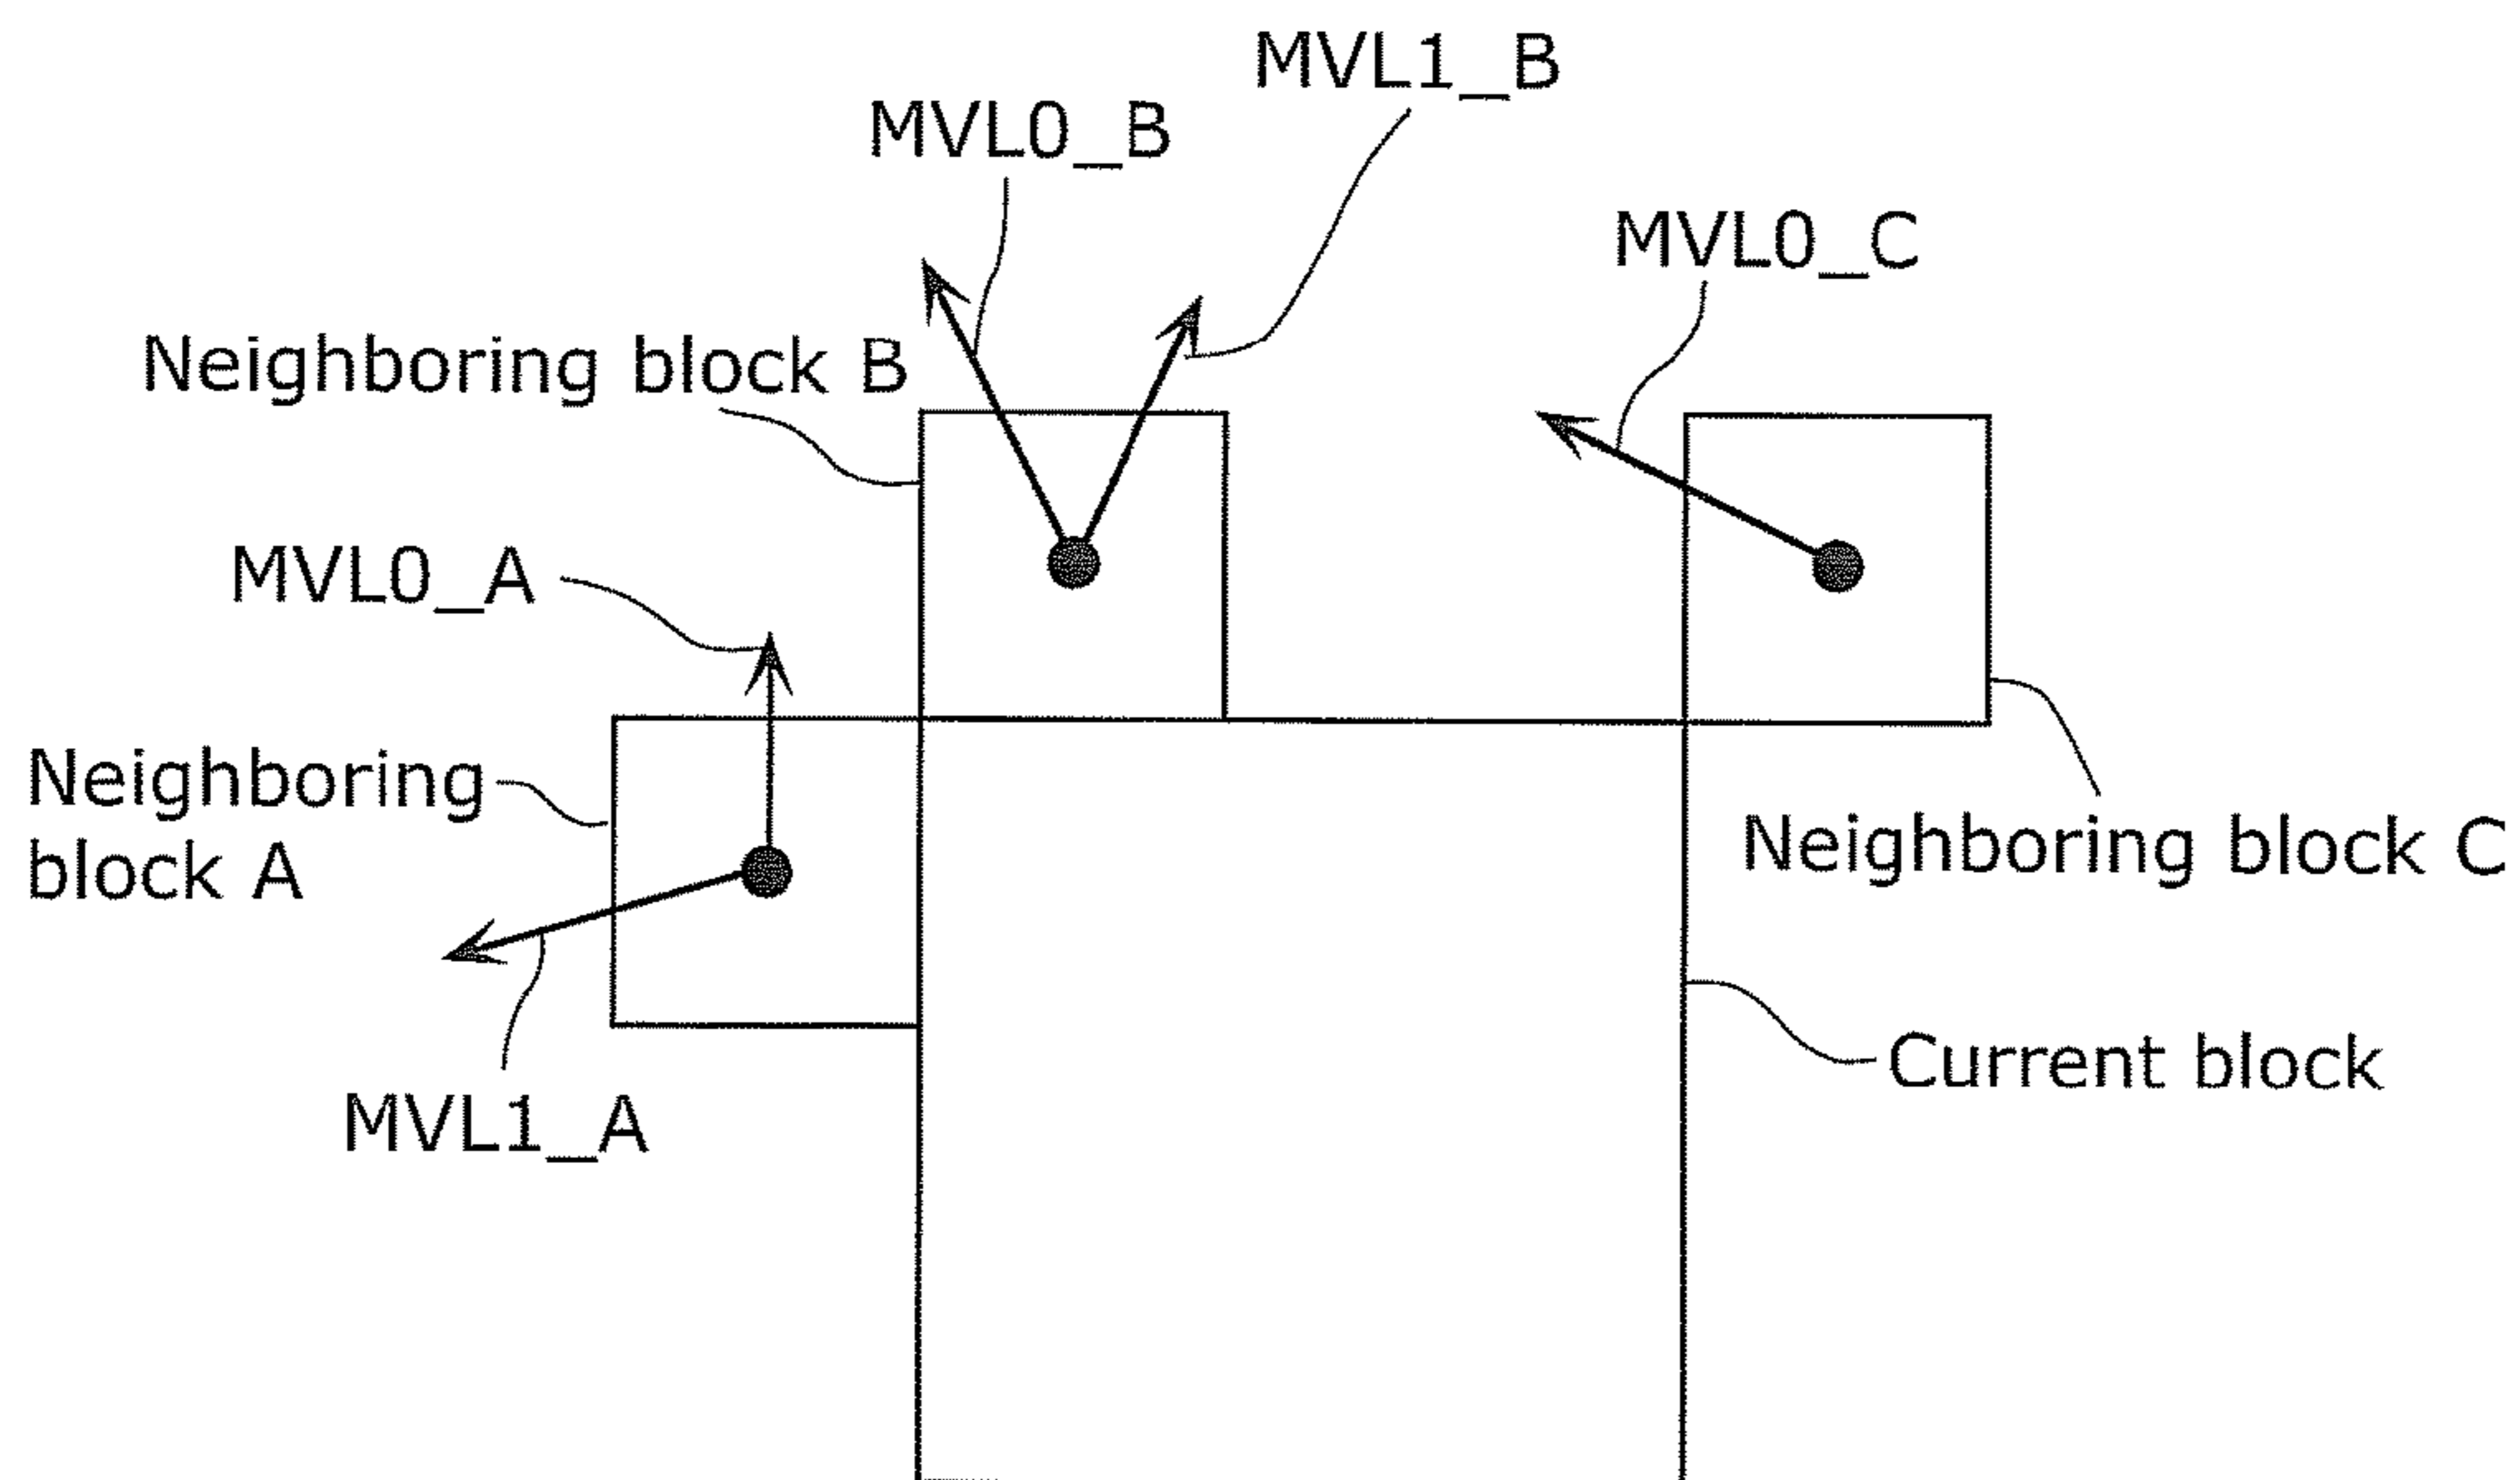 MVL1_B
MVL0_B
MVL0_C
Neighboring block B
MVL0_A
Neighboring
block A
Neighboring block C
Current block
MVL1_A